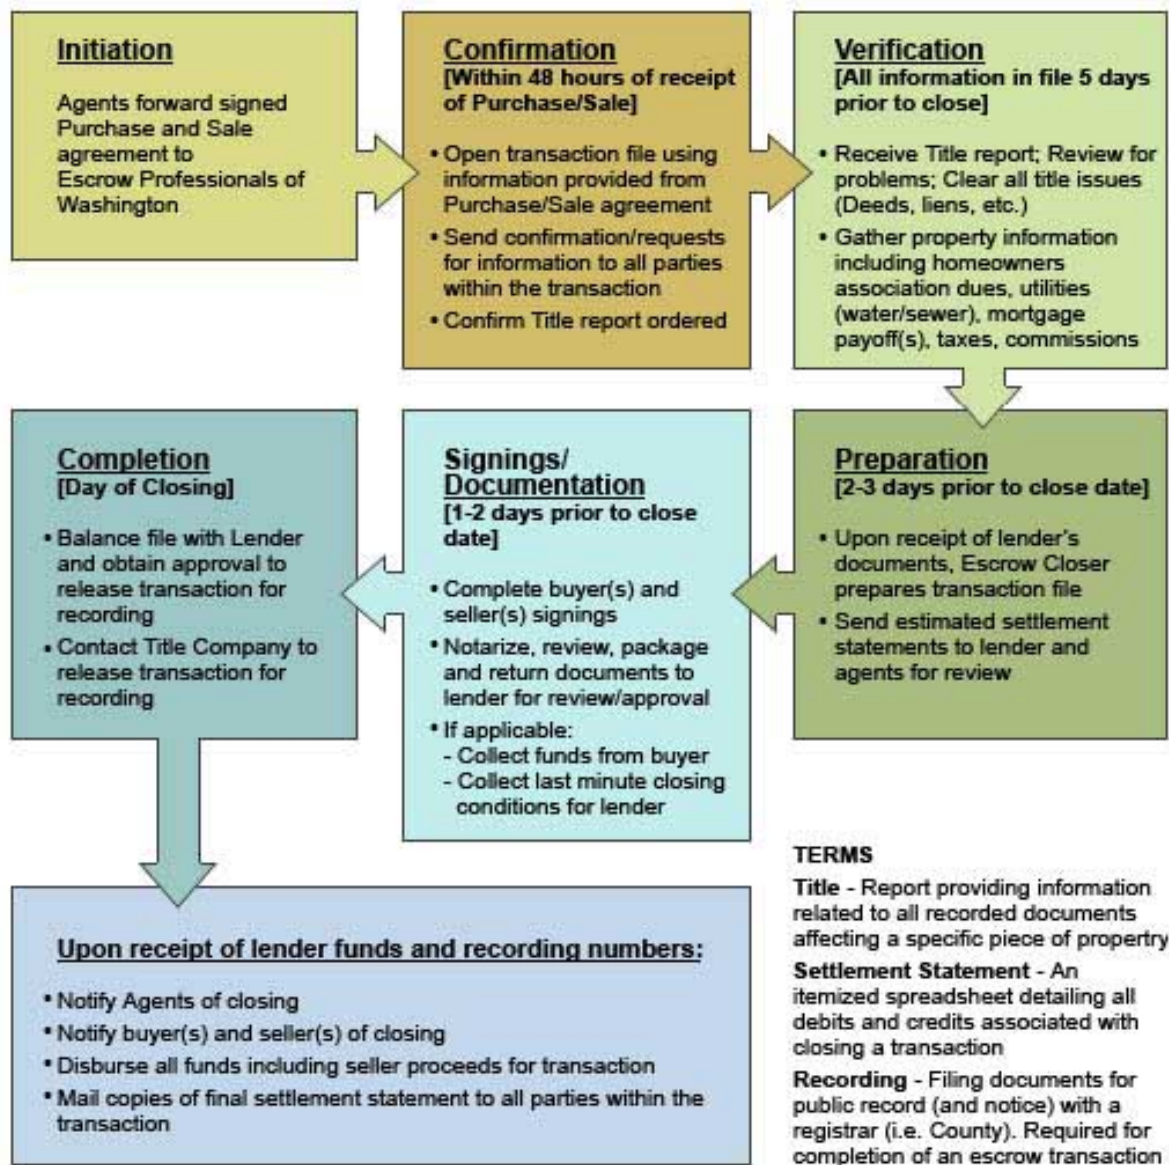 Initiation
Agents forward signed
Purchase and Sale
agreement to
Escrow Professionals of
Washington
Confirmation
[Within 48 hours of receipt
of Purchase/Sale]
• Open transaction file using
information provided from
Purchase/Sale agreement
• Send confirmation/requests
for information to all parties
within the transaction
• Confirm Title report ordered
Verification
[All information in file 5 days
prior to close]
• Receive Title report; Review for
problems; Clear all title issues
(Deeds, liens, etc.)
• Gather property information
including homeowners
association dues, utilities
(water/sewer), mortgage
payoff(s), taxes, commissions
Preparation
[2-3 days prior to close date]
• Upon receipt of lender's
documents, Escrow Closer
prepares transaction file
• Send estimated settlement
statements to lender and
agents for review
Signings/
Documentation
[1-2 days prior to close
date]
• Complete buyer(s) and
seller(s) signings
• Notarize, review, package
and return documents to
lender for review/approval
• If applicable:
- Collect funds from buyer
- Collect last minute closing
conditions for lender
Completion
[Day of Closing]
• Balance file with Lender
and obtain approval to
release transaction for
recording
• Contact Title Company to
release transaction for
recording
Upon receipt of lender funds and recording numbers:
• Notify Agents of closing
• Notify buyer(s) and seller(s) of closing
• Disburse all funds including seller proceeds for transaction
• Mail copies of final settlement statement to all parties within the
transaction
TERMS
Title - Report providing information
related to all recorded documents
affecting a specific piece of propertry
Settlement Statement - An
itemized spreadsheet detailing all
debits and credits associated with
closing a transaction
Recording - Filing documents for
public record (and notice) with a
registrar (i.e. County). Required for
completion of an escrow transaction